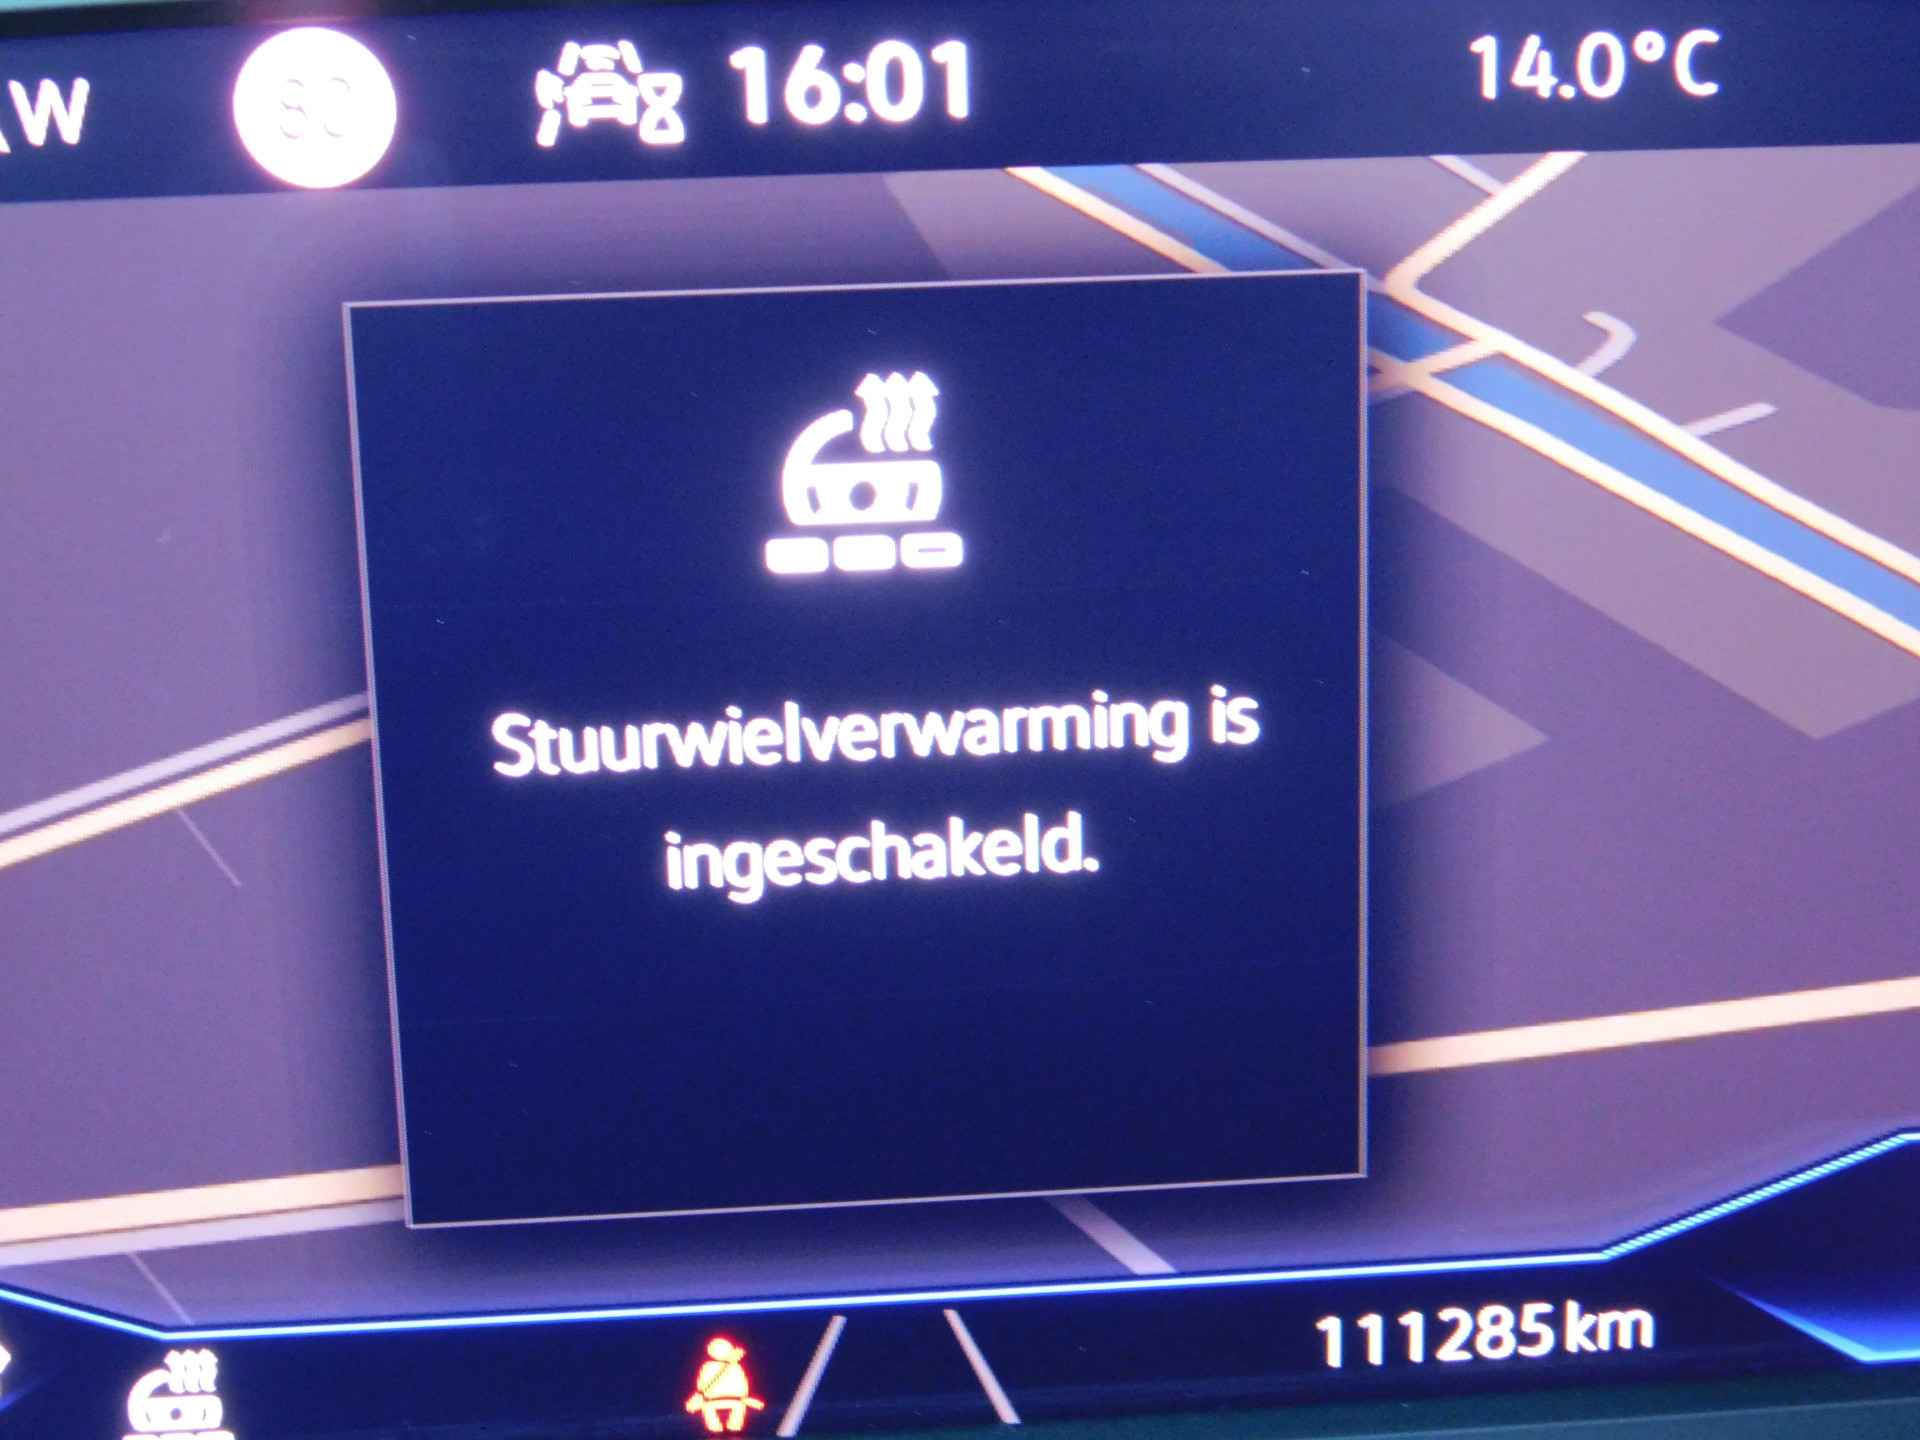 W
16:01
14.0°C
Stuurwielverwarming is
ingeschakeld.
111285 km